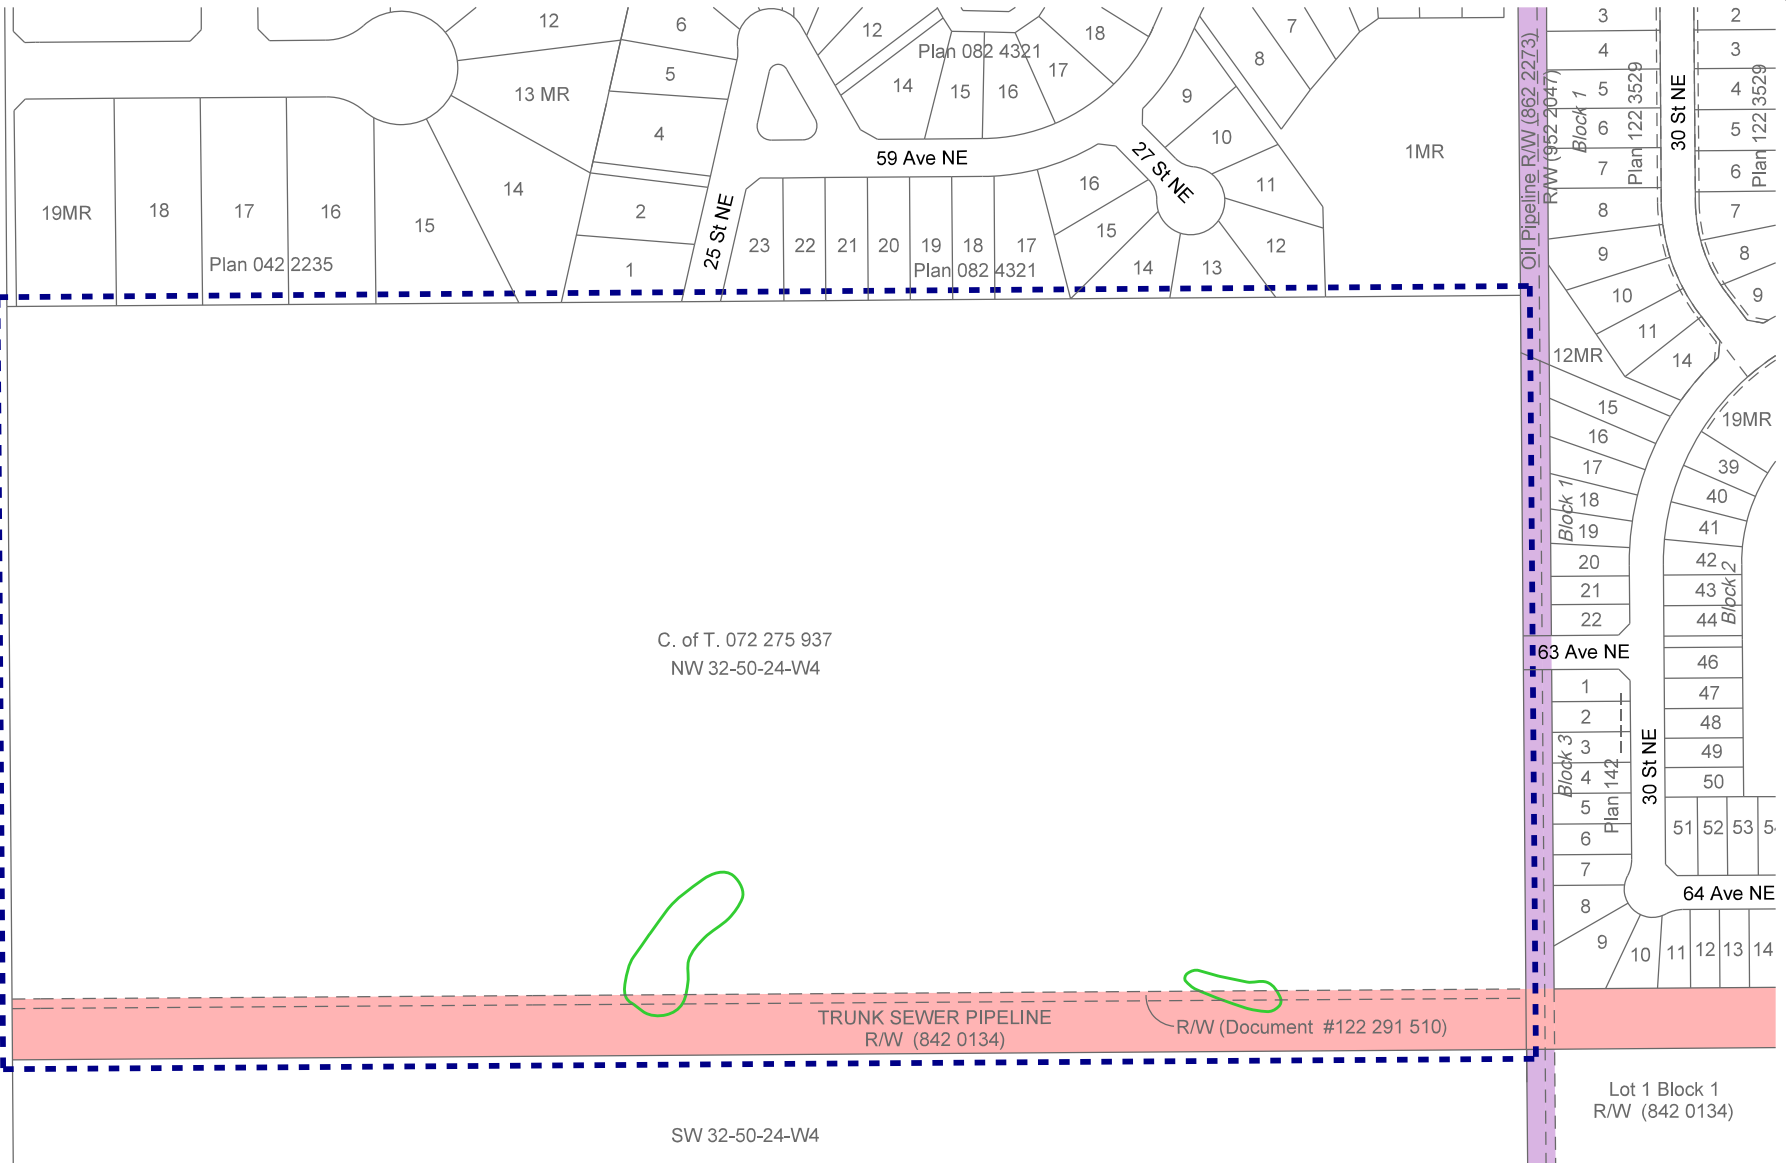 12
6
12
Plan 082 4321
18
7
8
5
13 MR
4
14
15
16
17
9
10
1MR
59 Ave NE
27 St NE
19MR
18
17
16
15
14
Plan 042 2235
2
1
25 St NE
23
22
21
20
19
18
17
Plan 082 4321
16
15
14
13
12
11
Oil Pipeline R/W (862 2273)
R/W (952 2047)
Block 1
Plan 122 3529
30 St NE
Plan 122 3529
3
4
5
6
7
8
9
10
11
12MR
14
2
3
4
5
6
7
8
9
15
16
17
18
19
20
21
22
Block 1
19MR
39
40
41
42
43
44
Block 2
46
47
48
49
50
51
52
53
63 Ave NE
C. of T. 072 275 937
NW 32-50-24-W4
1
2
3
4
5
6
7
8
9
10
11
12
13
14
Block 3
Plan 142
30 St NE
64 Ave NE
TRUNK SEWER PIPELINE
R/W (842 0134)
R/W (Document #122 291 510)
Lot 1 Block 1
R/W (842 0134)
SW 32-50-24-W4